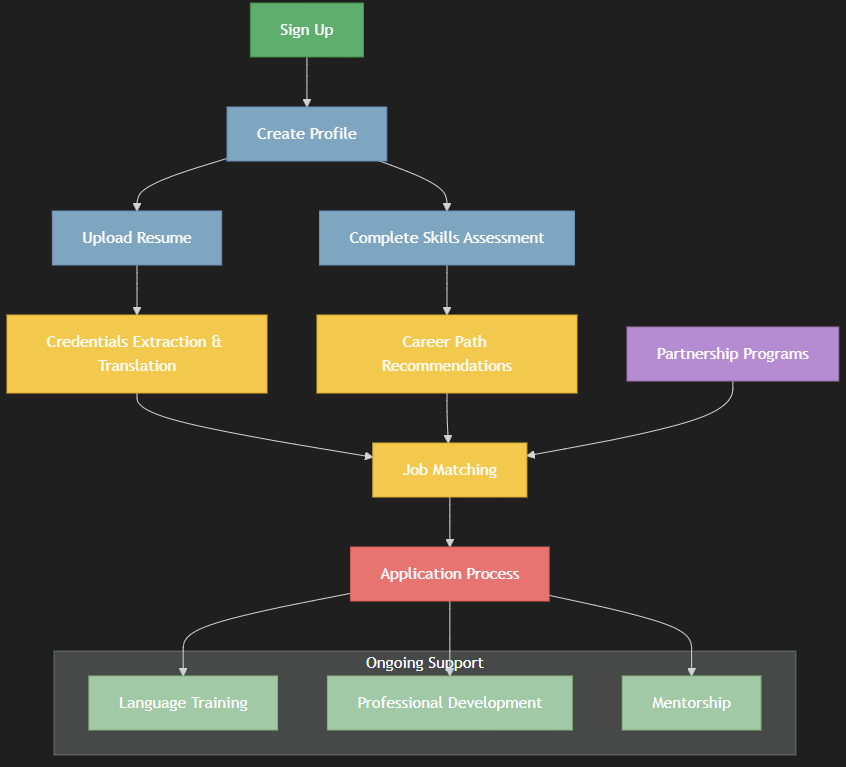 Sign Up
Create Profile
Upload Resume
Complete Skills Assessment
Credentials Extraction &
Translation
Career Path
Recommendations
Partnership Programs
Job Matching
Application Process
Ongoing Support
Language Training
Professional Development
Mentorship